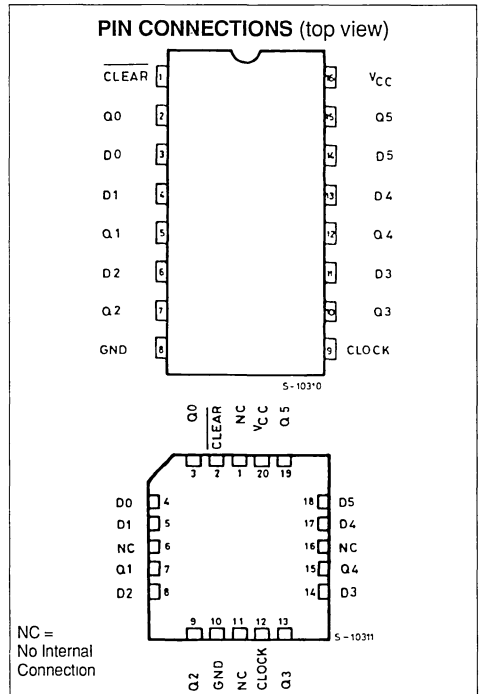 PIN CONNECTIONS (top view)
CLEAR 1 16 VCC
Q0 2 15 Q5
D0 3 14 D5
D1 4 13 D4
Q1 5 12 Q4
D2 6 11 D3
Q2 7 10 Q3
GND 8 9 CLOCK
S-10310
Q0 CLEAR NC VCC Q5
3 2 1 20 19
D0 4 18 D5
D1 5 17 D4
NC 6 16 NC
Q1 7 15 Q4
D2 8 14 D3
9 10 11 12 13
Q2 GND NC CLOCK Q3
S-10311
NC =
No Internal
Connection